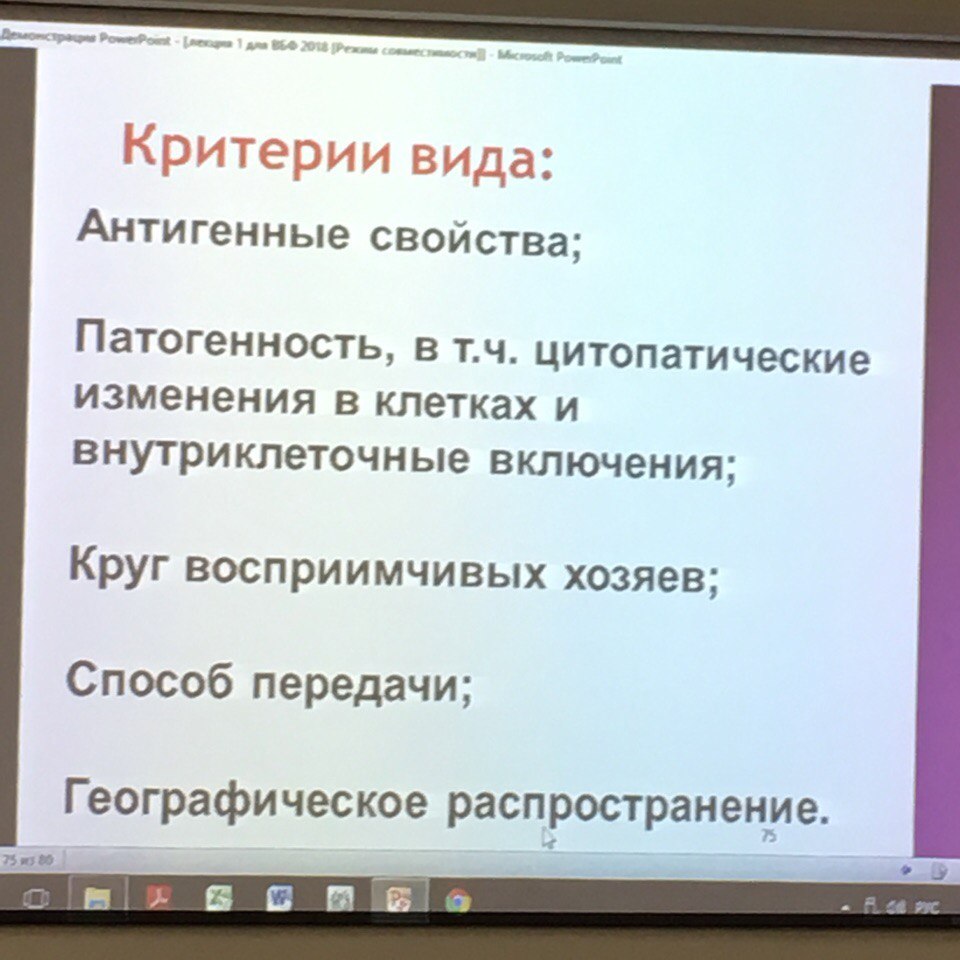 Демонстрация PowerPoint - [лекция 1 для ВБФ 2018 [Режим совместимости]] - Microsoft PowerPoint
Критерии вида:
Антигенные свойства;
Патогенность, в т.ч. цитопатические
изменения в клетках и
внутриклеточные включения;
Круг восприимчивых хозяев;
Способ передачи;
Географическое распространение.
75
75 из 80
РУС